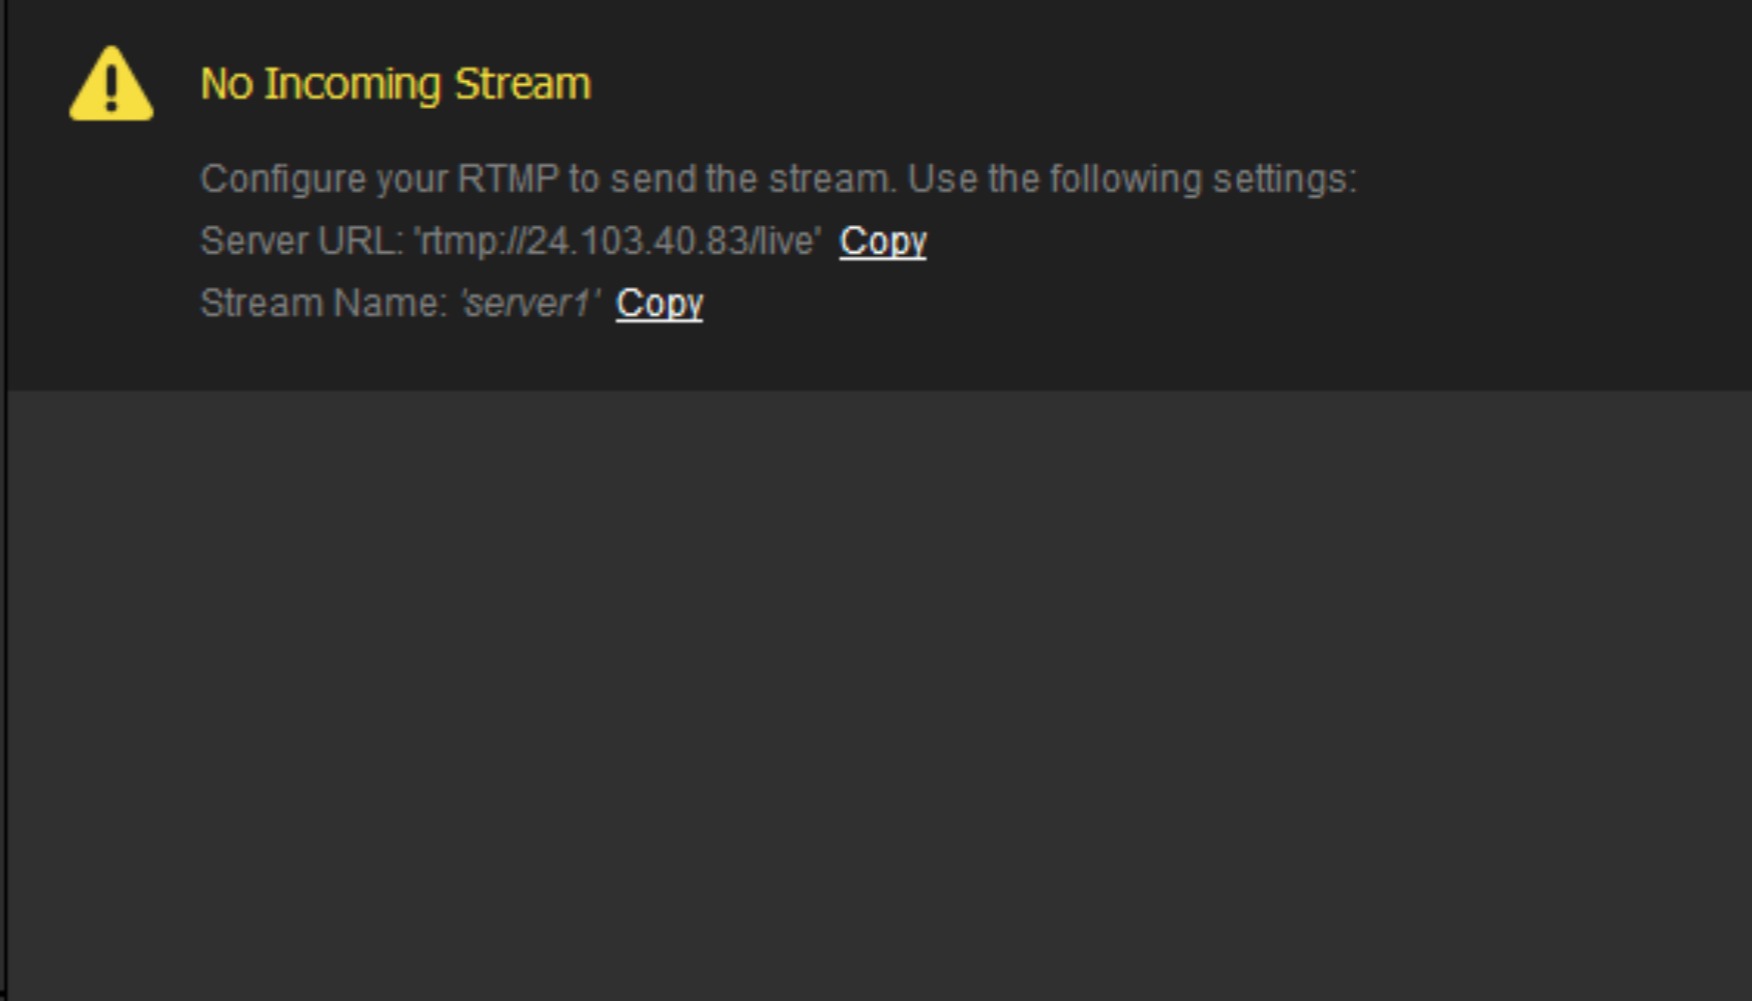 No Incoming Stream
Configure your RTMP to send the stream. Use the following settings:
Server URL: 'rtmp://24.103.40.83/live' Copy
Stream Name: 'server1' Copy